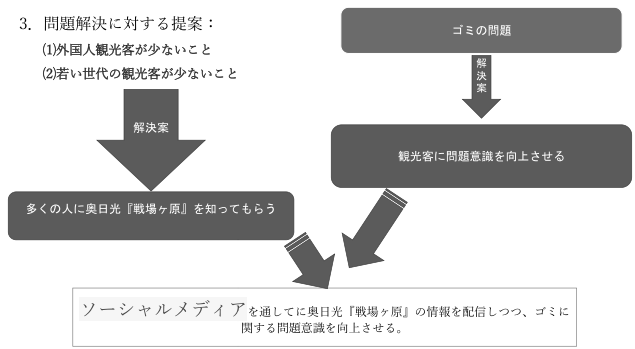 3．問題解決に対する提案：
⑴外国人観光客が少ないこと
⑵若い世代の観光客が少ないこと
解決案
多くの人に奥日光『戦場ヶ原』を知ってもらう
ゴミの問題
解決案
観光客に問題意識を向上させる
ソーシャルメディアを通してに奥日光『戦場ヶ原』の情報を配信しつつ、ゴミに
関する問題意識を向上させる。